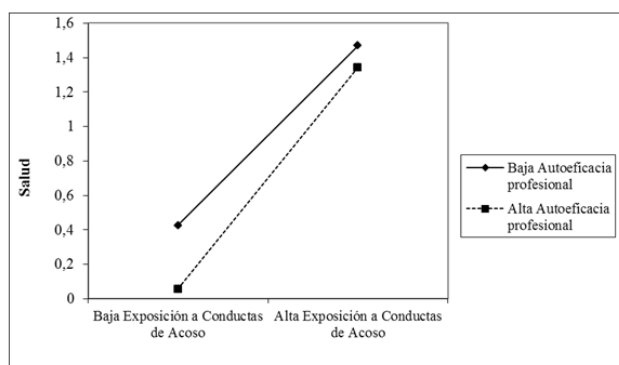 Salud
1,6
1,4
1,2
1
0,8
0,6
0,4
0,2
0
Baja Exposición a Conductas
de Acoso
Alta Exposición a Conductas
de Acoso
Baja Autoeficacia
profesional
Alta Autoeficacia
profesional